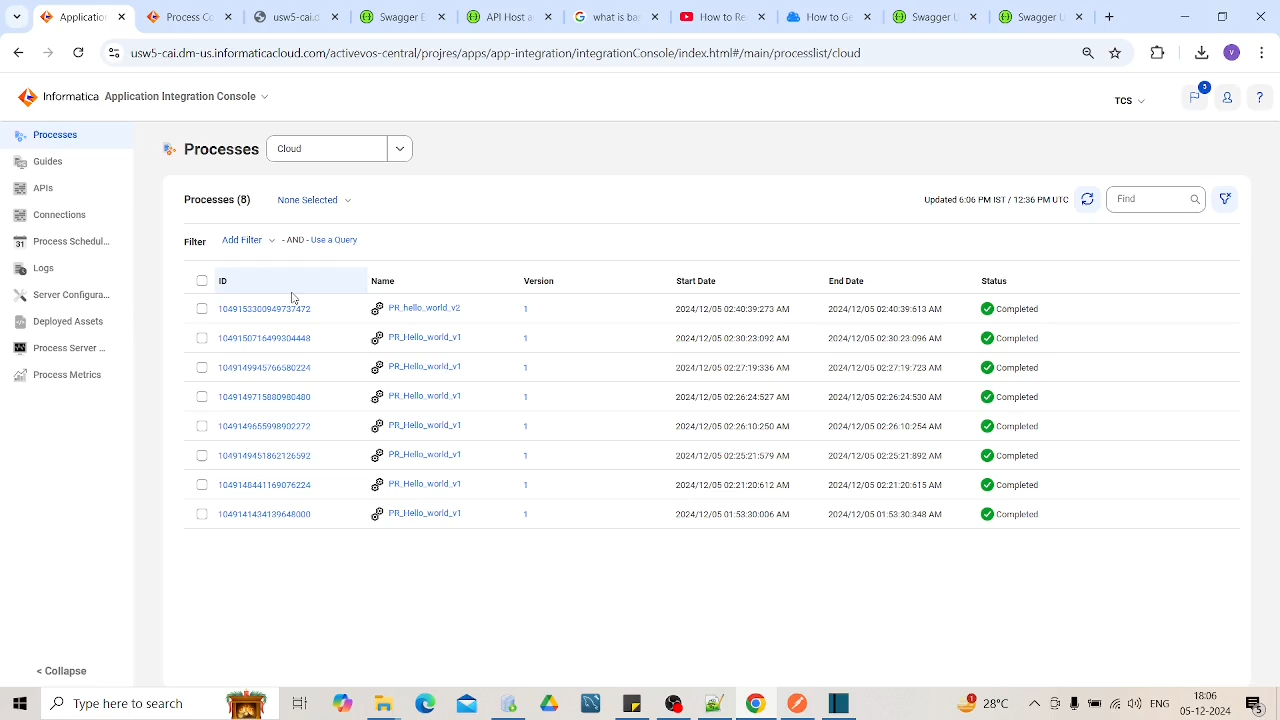 Application
Process Co
usw5-cai.do
Swagger E
API Host a
what is ba
How to Re
How to Ge
Swagger U
Swagger U
usw5-cai.dm-us.informaticacloud.com/activevos-central/projres/apps/app-integration/integrationConsole/index.html#/main/processlist/cloud
V
Informatica Application Integration Console
TCS
3
?
Processes
Guides
APIs
Connections
Process Schedul...
Logs
Server Configura...
Deployed Assets
Process Server ...
Process Metrics
< Collapse
Processes Cloud
Processes (8) None Selected Updated 6:06 PM IST / 12:36 PM UTC Find
Filter Add Filter - AND - Use a Query
ID Name Version Start Date End Date Status
1049153300949737472 PR_hello_world_v2 1 2024/12/05 02:40:39:273 AM 2024/12/05 02:40:39:613 AM Completed
1049150716499304448 PR_Hello_world_v1 1 2024/12/05 02:30:23:092 AM 2024/12/05 02:30:23:096 AM Completed
1049149945766580224 PR_Hello_world_v1 1 2024/12/05 02:27:19:336 AM 2024/12/05 02:27:19:723 AM Completed
1049149715880980480 PR_Hello_world_v1 1 2024/12/05 02:26:24:527 AM 2024/12/05 02:26:24:530 AM Completed
1049149655998902272 PR_Hello_world_v1 1 2024/12/05 02:26:10:250 AM 2024/12/05 02:26:10:254 AM Completed
1049149451862126592 PR_Hello_world_v1 1 2024/12/05 02:25:21:579 AM 2024/12/05 02:25:21:892 AM Completed
1049148441169076224 PR_Hello_world_v1 1 2024/12/05 02:21:20:612 AM 2024/12/05 02:21:20:615 AM Completed
1049141434139648000 PR_Hello_world_v1 1 2024/12/05 01:53:30:006 AM 2024/12/05 01:53:30:348 AM Completed
Type here to search
28°C
ENG
18:06
05-12-2024